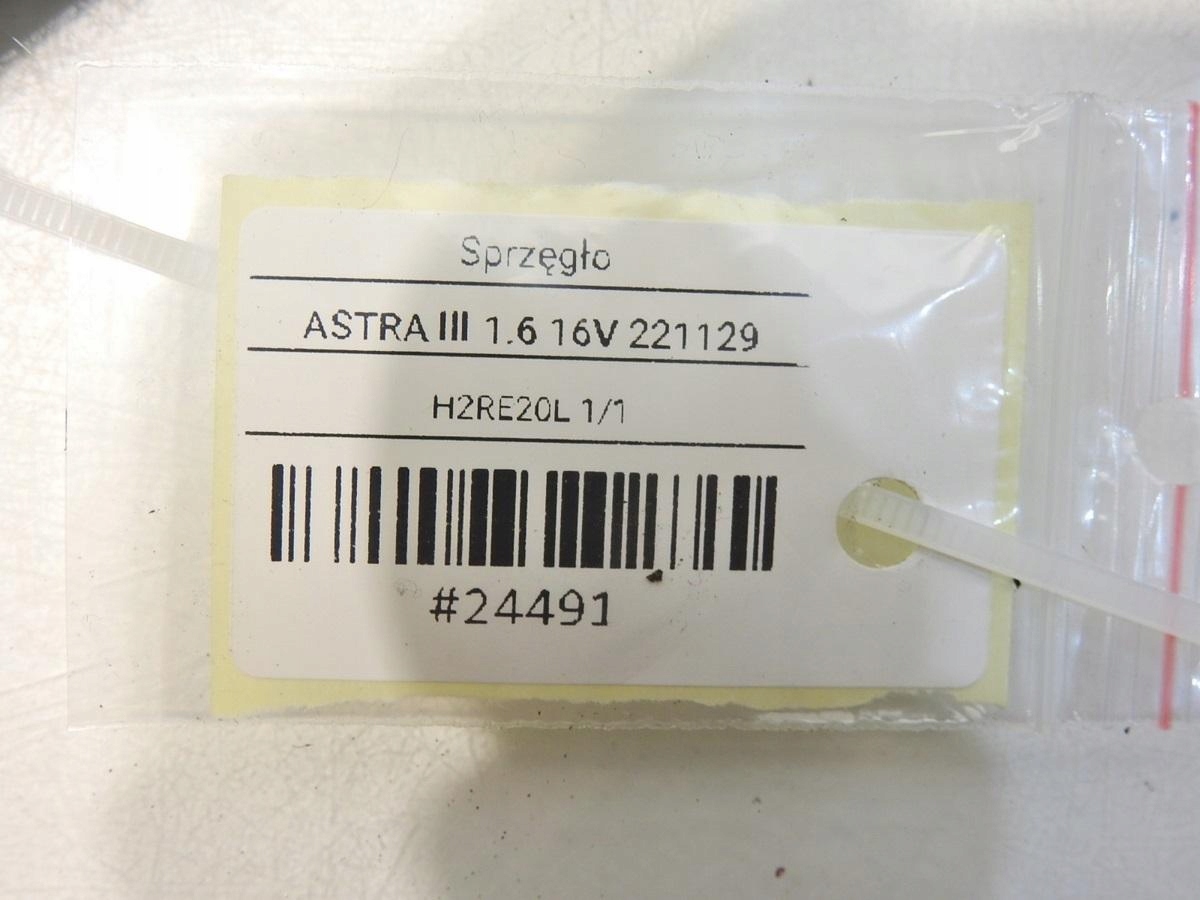 Sprzęgło
ASTRA III 1.6 16V 221129
H2RE20L 1/1
#24491